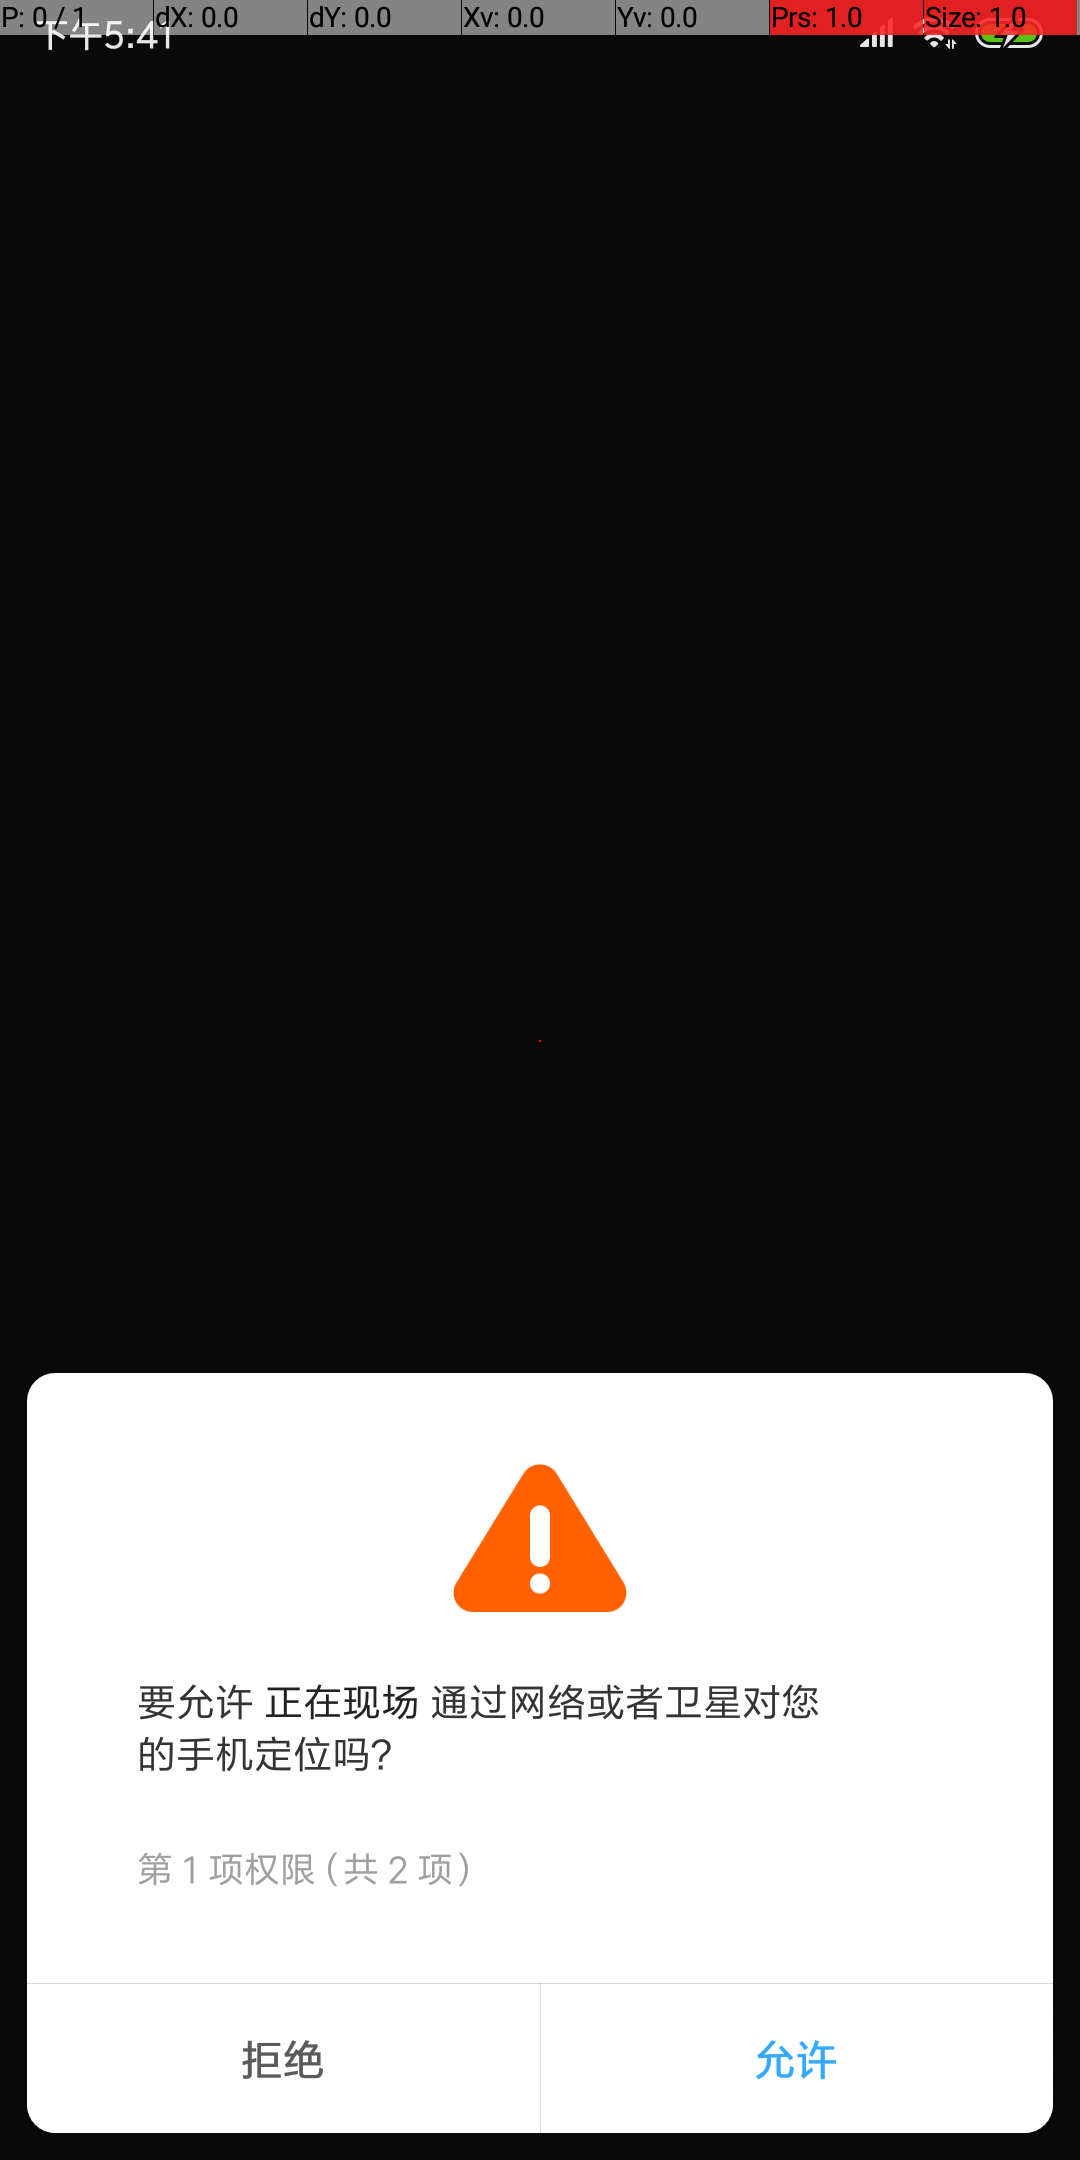 P: 0 / 1 dX: 0.0 dY: 0.0 Xv: 0.0 Yv: 0.0 Prs: 1.0 Size: 1.0
下午5:41
要允许 正在现场 通过网络或者卫星对您
的手机定位吗?
第 1 项权限 (共 2 项)
拒绝 允许